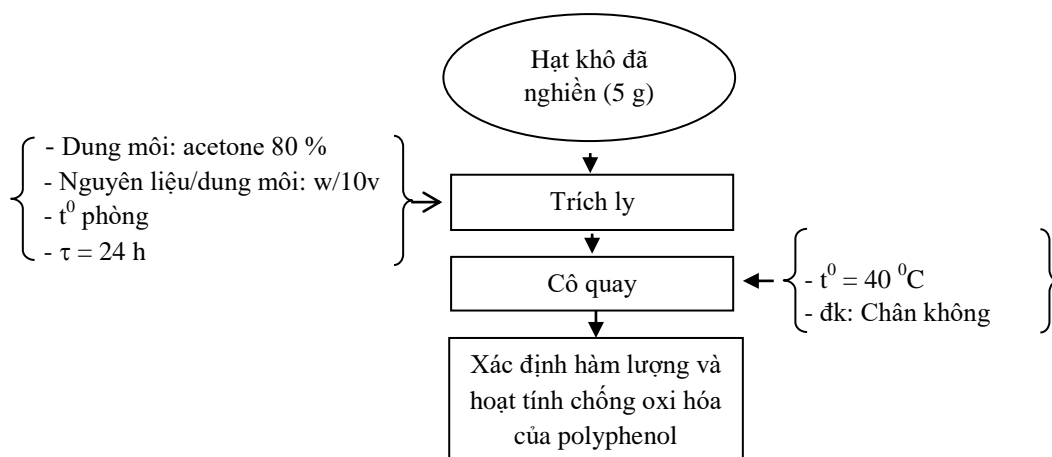 Hạt khô đã
nghiền (5 g)
- Dung môi: acetone 80 %
- Nguyên liệu/dung môi: w/10v
- t⁰ phòng
- τ = 24 h
Trích ly
Cô quay
- t⁰ = 40 ⁰C
- đk: Chân không
Xác định hàm lượng và
hoạt tính chống oxi hóa
của polyphenol